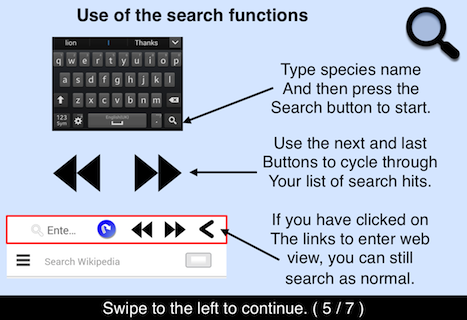 Use of the search functions
lion I Thanks
q w e r t y u i o p
a s d f g h j k l
z x c v b n m
123
Sym
English(UK)
.
Type species name
And then press the
Search button to start.
Use the next and last
Buttons to cycle through
Your list of search hits.
Ente...
Search Wikipedia
If you have clicked on
The links to enter web
view, you can still
search as normal.
Swipe to the left to continue. ( 5 / 7 )